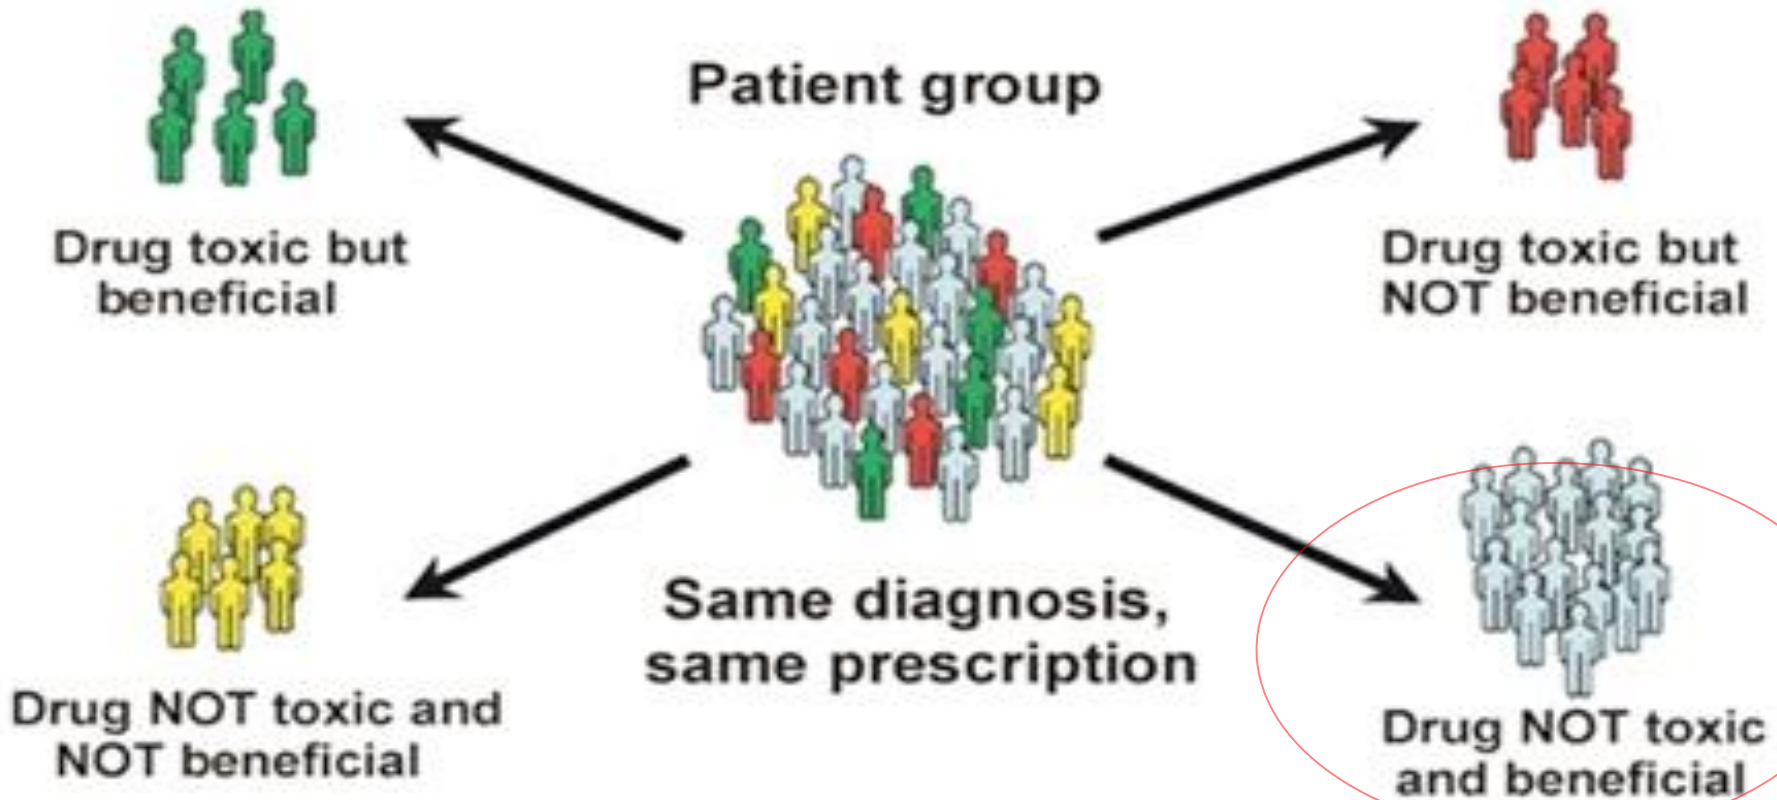 Patient group
Drug toxic but
beneficial
Drug toxic but
NOT beneficial
Same diagnosis,
same prescription
Drug NOT toxic and
NOT beneficial
Drug NOT toxic
and beneficial